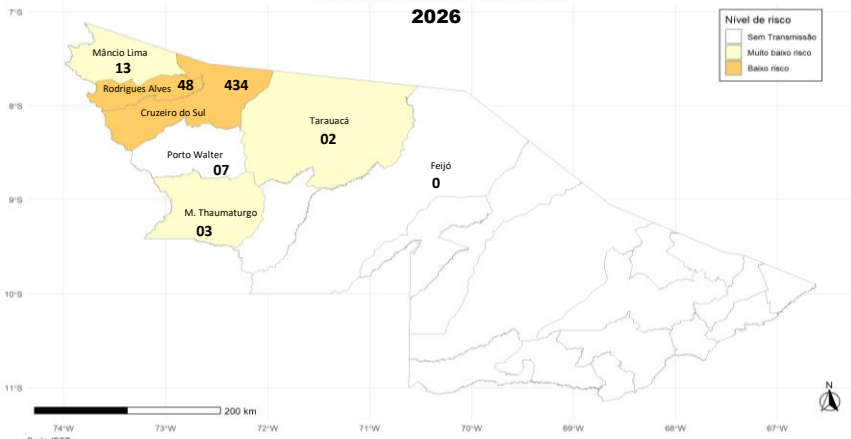 2026
7°S
Nível de risco
Sem Transmissão
Muito baixo risco
Baixo risco
Mâncio Lima
13
Rodrigues Alves
48
434
8°S
Cruzeiro do Sul
Tarauacá
02
Porto Walter
07
Feijó
0
9°S
M. Thaumaturgo
03
10°S
11°S
N
200 km
74°W
73°W
72°W
71°W
70°W
69°W
68°W
67°W